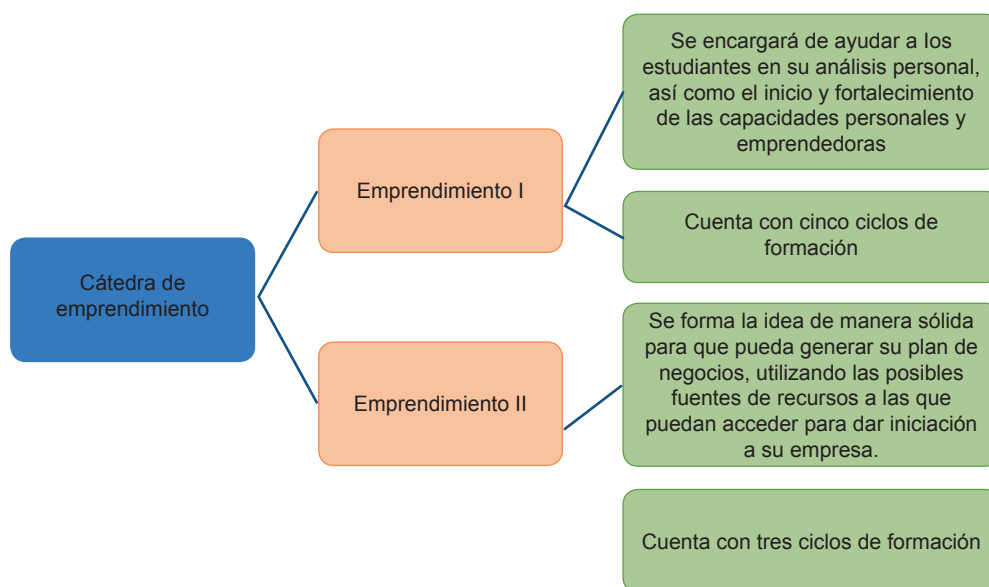 Se encargará de ayudar a los
estudiantes en su análisis personal,
así como el inicio y fortalecimiento
de las capacidades personales y
emprendedoras
Emprendimiento I
Cuenta con cinco ciclos de
formación
Cátedra de
emprendimiento
Se forma la idea de manera sólida
para que pueda generar su plan de
negocios, utilizando las posibles
fuentes de recursos a las que
puedan acceder para dar iniciación
a su empresa.
Emprendimiento II
Cuenta con tres ciclos de formación